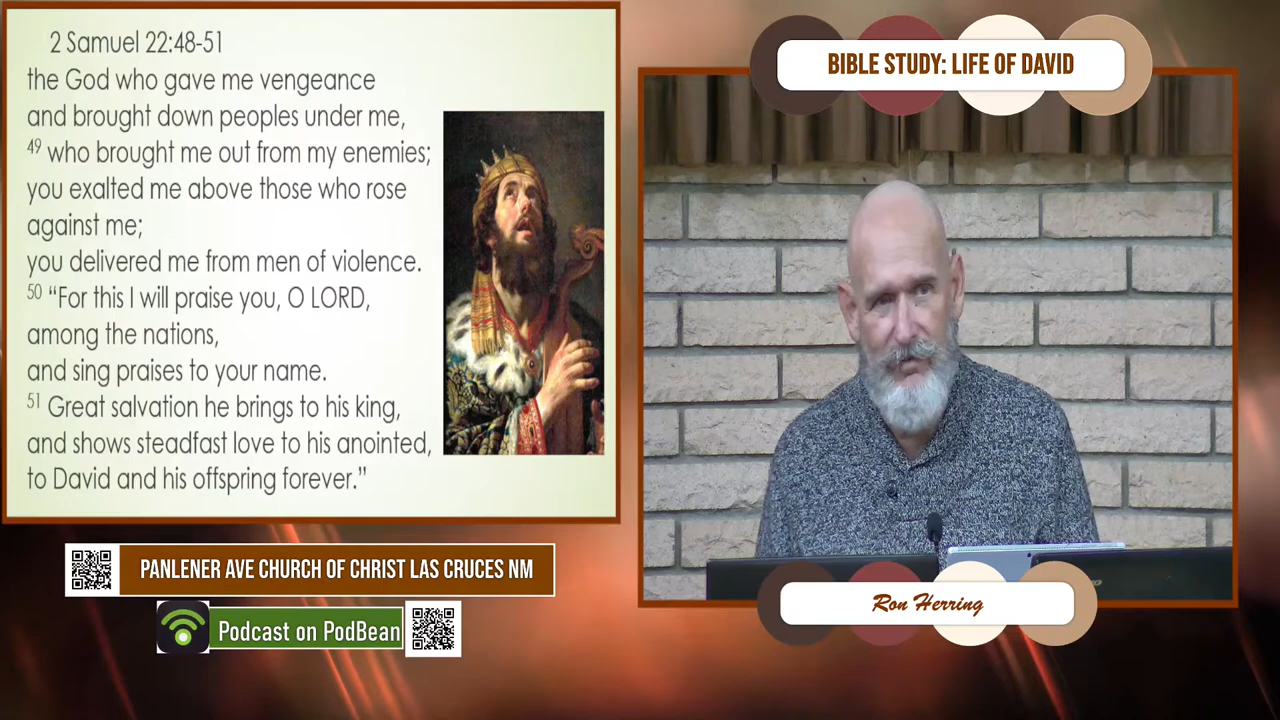 2 Samuel 22:48-51
the God who gave me vengeance
and brought down peoples under me,
49 who brought me out from my enemies;
you exalted me above those who rose
against me;
you delivered me from men of violence.
50 “For this I will praise you, O LORD,
among the nations,
and sing praises to your name.
51 Great salvation he brings to his king,
and shows steadfast love to his anointed,
to David and his offspring forever.”
BIBLE STUDY: LIFE OF DAVID
Ron Herring
PANLENER AVE CHURCH OF CHRIST LAS CRUCES NM
Podcast on PodBean